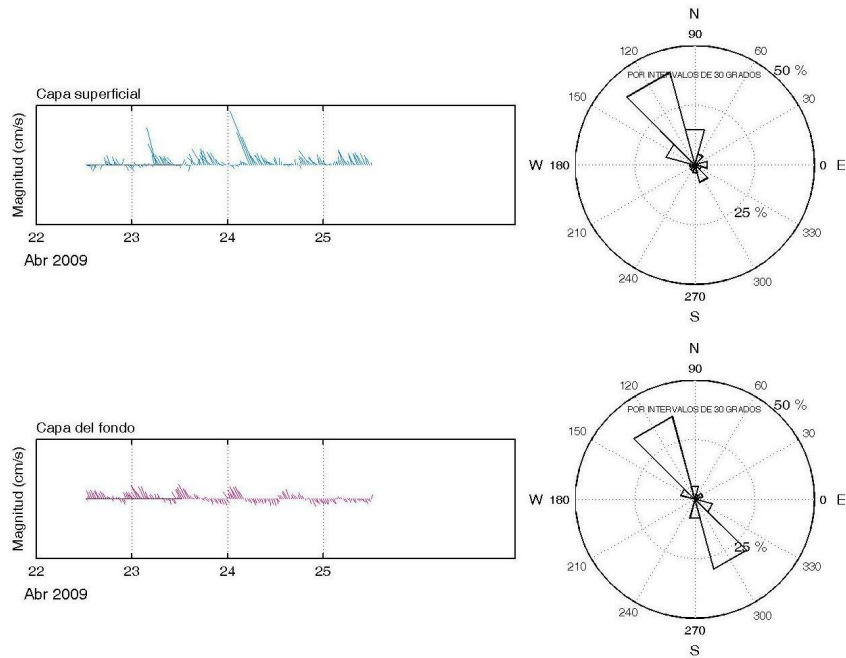 Capa superficial
Magnitud (cm/s)
22
23
24
25
Abr 2009
N
90
120
60
50 %
POR INTERVALOS DE 30 GRADOS
150
30
W 180
0 E
25 %
210
330
240
300
270
S
Capa del fondo
Magnitud (cm/s)
22
23
24
25
Abr 2009
N
90
120
60
50 %
POR INTERVALOS DE 30 GRADOS
150
30
W 180
0 E
25 %
210
330
240
300
270
S